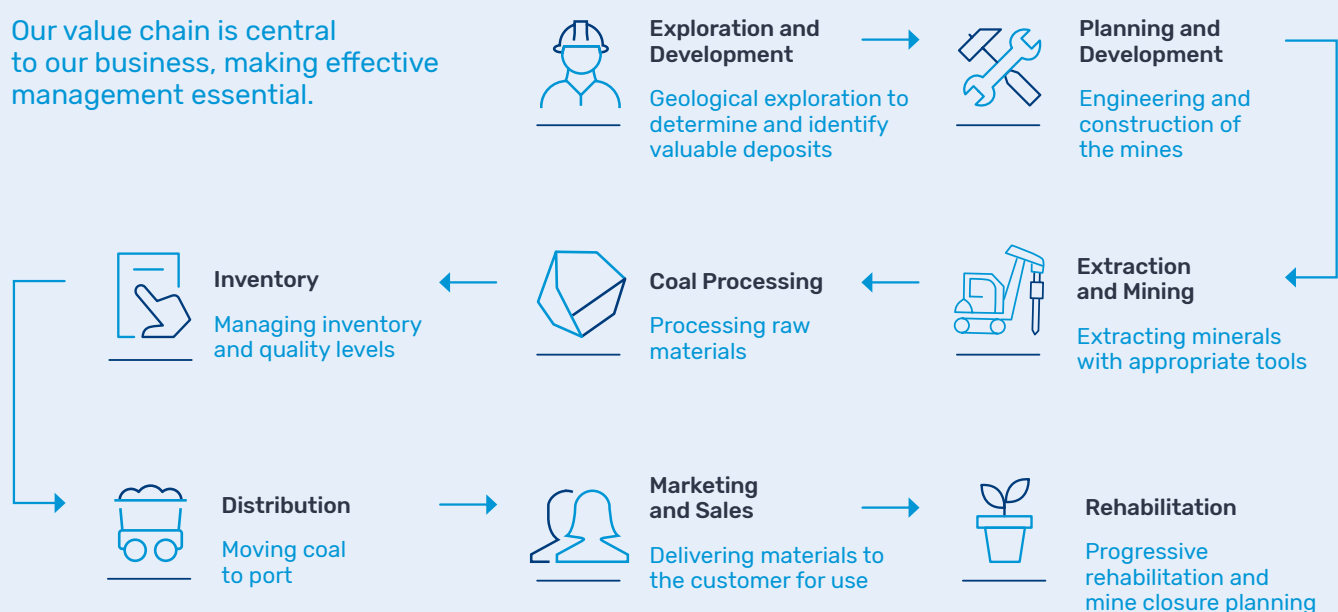 Our value chain is central
to our business, making effective
management essential.
Exploration and
Development
Geological exploration to
determine and identify
valuable deposits
Planning and
Development
Engineering and
construction of
the mines
Extraction
and Mining
Extracting minerals
with appropriate tools
Coal Processing
Processing raw
materials
Inventory
Managing inventory
and quality levels
Distribution
Moving coal
to port
Marketing
and Sales
Delivering materials to
the customer for use
Rehabilitation
Progressive
rehabilitation and
mine closure planning